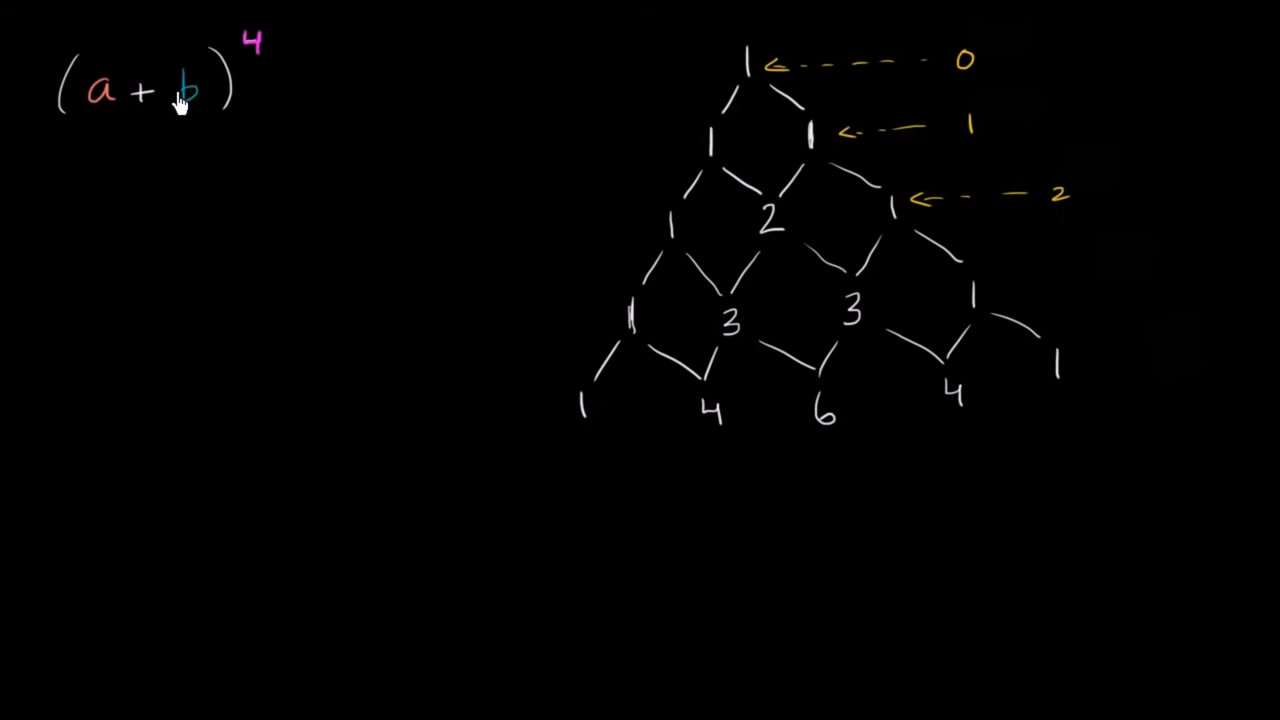 (a + b)^4
1 <----- 0
1 1 <--- 1
1 2 1 <--- 2
1 3 3 1
1 4 6 4 1